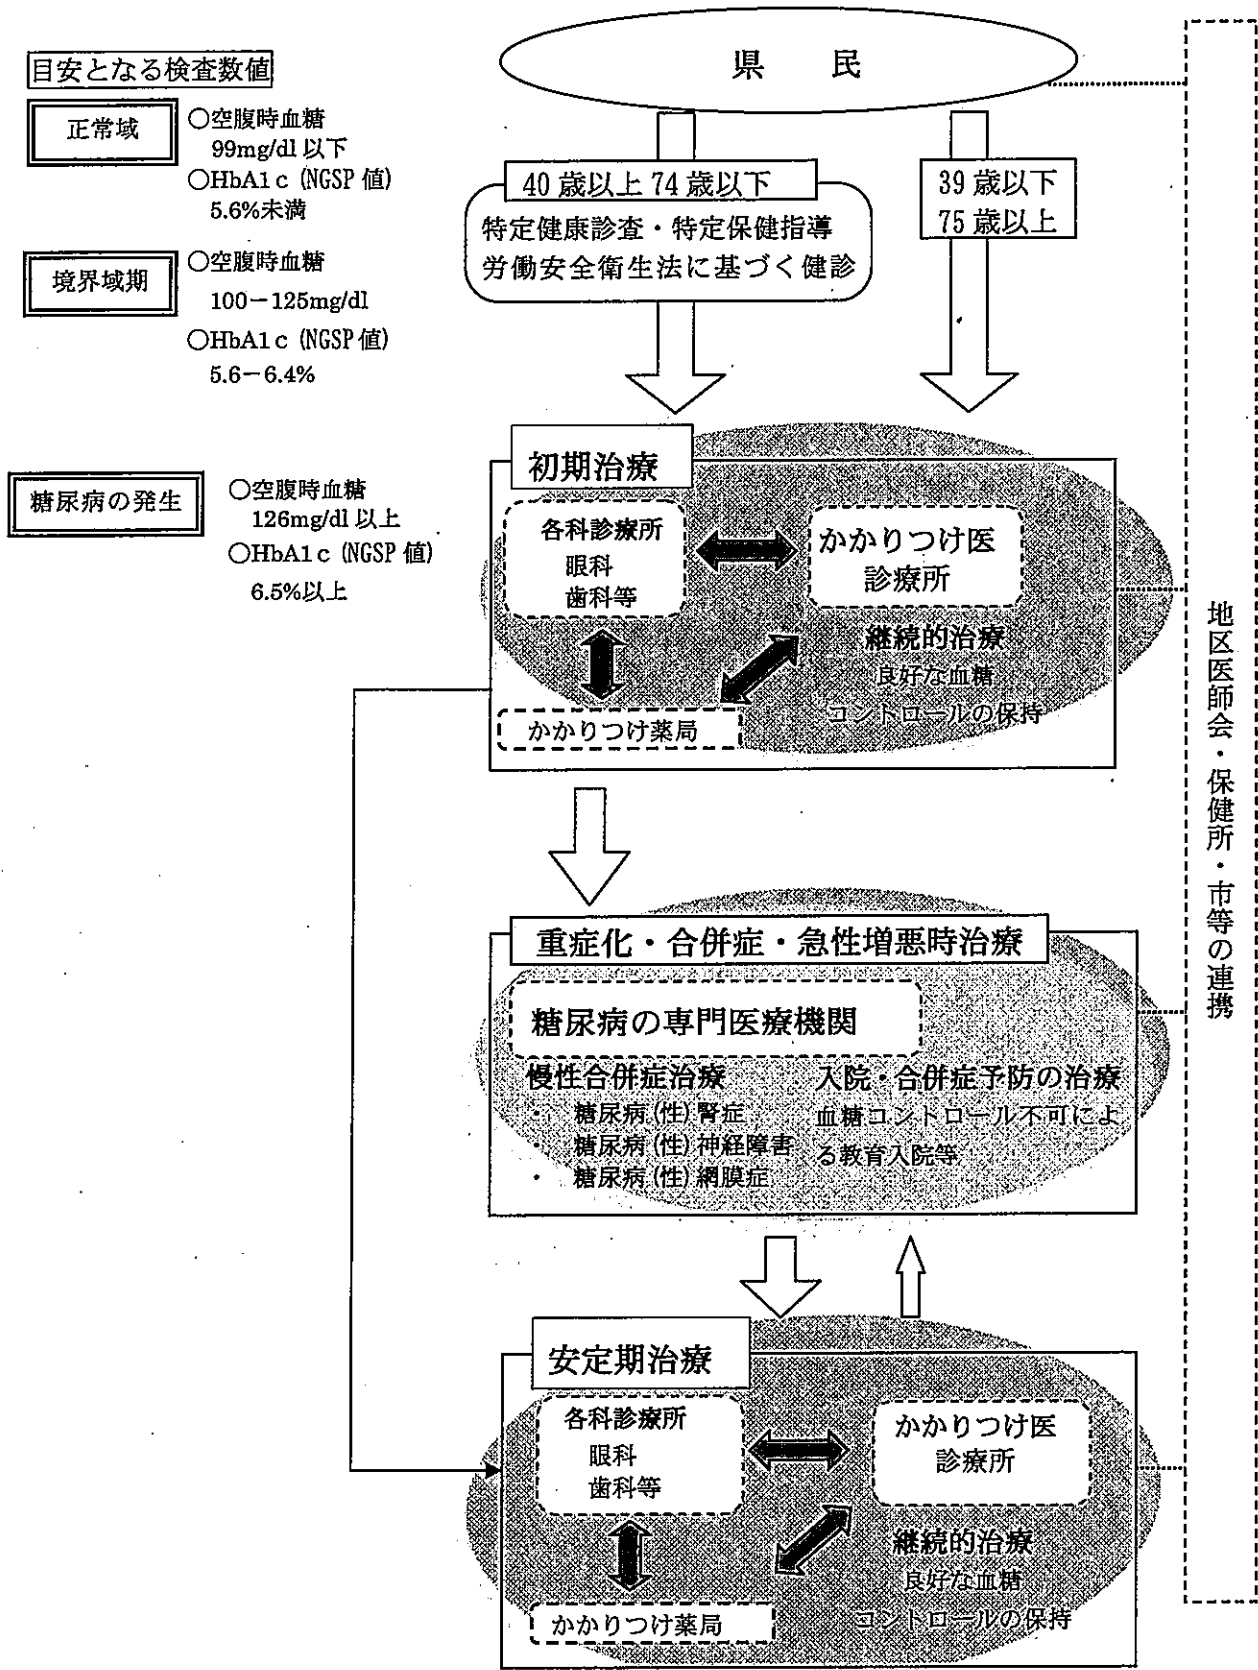 県　民
目安となる検査数値
正常域
○空腹時血糖
99mg/dl 以下
○HbA1c (NGSP 値)
5.6%未満
境界域期
○空腹時血糖
100－125mg/dl
○HbA1c (NGSP 値)
5.6－6.4%
糖尿病の発生
○空腹時血糖
126mg/dl 以上
○HbA1c (NGSP 値)
6.5%以上
40 歳以上 74 歳以下
特定健康診査・特定保健指導
労働安全衛生法に基づく健診
39 歳以下
75 歳以上
初期治療
各科診療所
眼科
歯科等
かかりつけ医
診療所
継続的治療
良好な血糖
コントロールの保持
かかりつけ薬局
重症化・合併症・急性増悪時治療
糖尿病の専門医療機関
慢性合併症治療
・ 糖尿病(性)腎症
・ 糖尿病(性)神経障害
・ 糖尿病(性)網膜症
入院・合併症予防の治療
血糖コントロール不可によ
る教育入院等
安定期治療
各科診療所
眼科
歯科等
かかりつけ医
診療所
継続的治療
良好な血糖
コントロールの保持
かかりつけ薬局
地区医師会・保健所・市等の連携